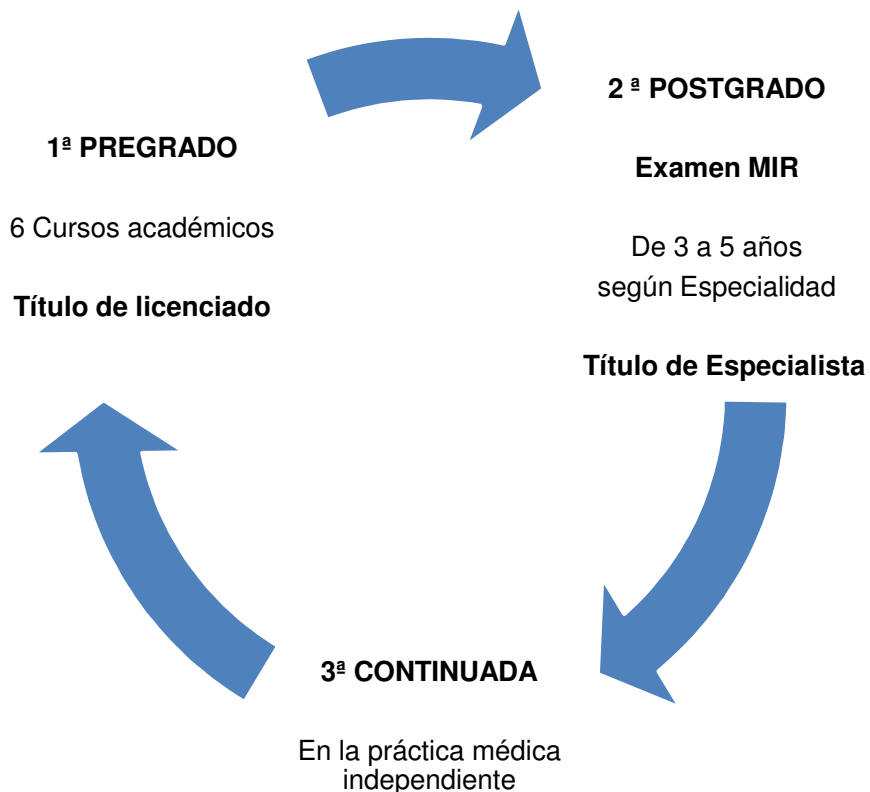 1ª PREGRADO
6 Cursos académicos
Título de licenciado
2 ª POSTGRADO
Examen MIR
De 3 a 5 años
según Especialidad
Título de Especialista
3ª CONTINUADA
En la práctica médica
independiente